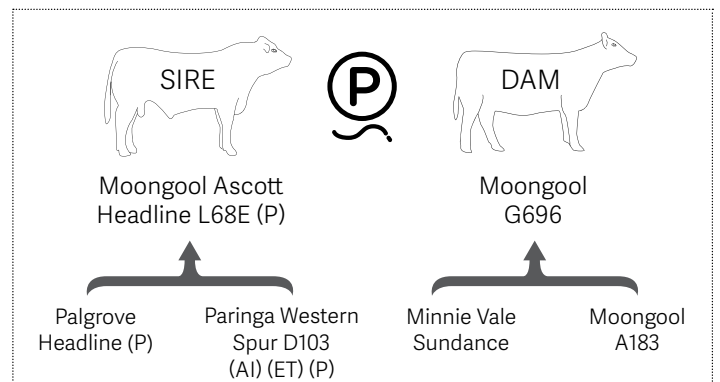 SIRE
P
DAM
Moongool Ascott
Headline L68E (P)
Moongool
G696
Palgrove
Headline (P)
Paringa Western
Spur D103
(AI) (ET) (P)
Minnie Vale
Sundance
Moongool
A183